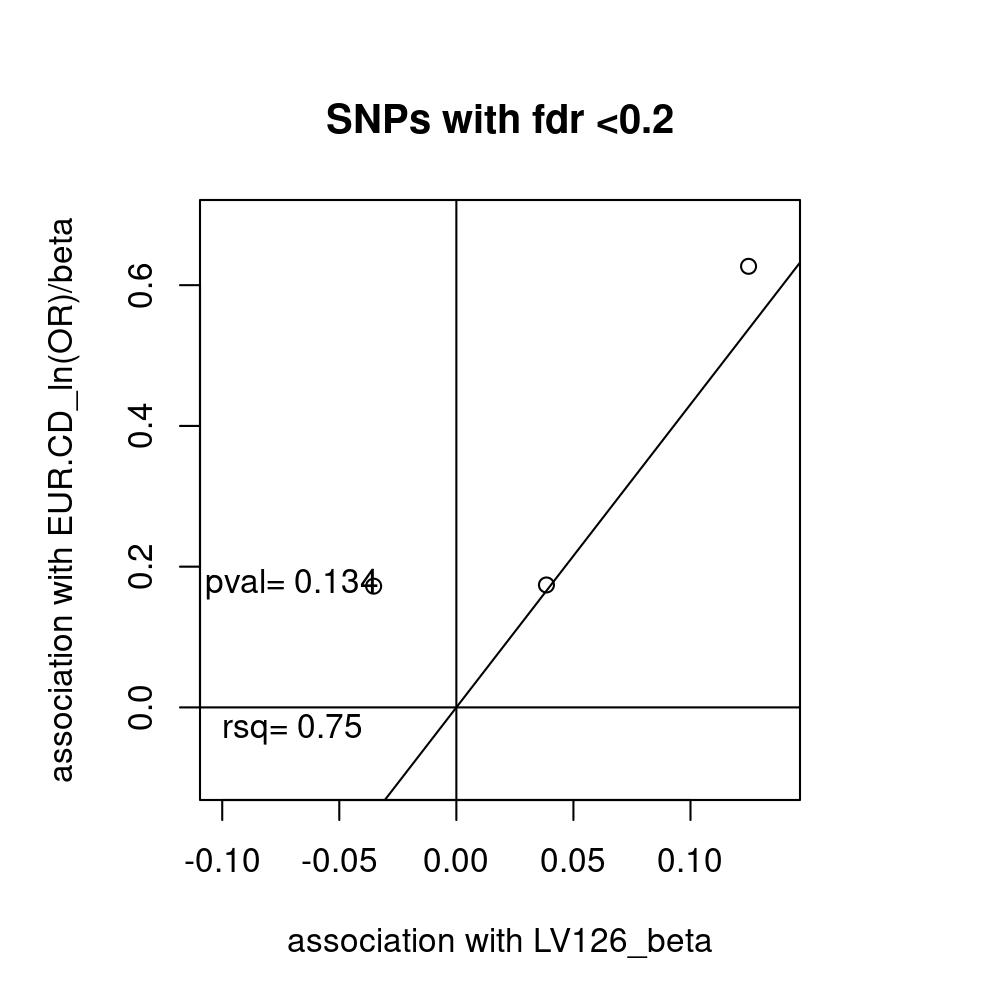 SNPs with fdr <0.2
association with EUR.CD_ln(OR)/beta
0.6
0.4
0.2
0.0
pval= 0.134
rsq= 0.75
-0.10 -0.05 0.00 0.05 0.10
association with LV126_beta